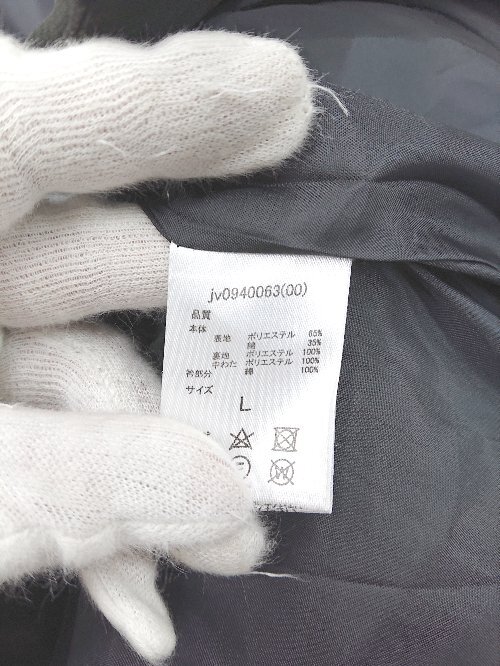 jv0940063(00)
品質
本体
表地 ポリエステル 65%
綿 35%
裏地 ポリエステル 100%
中わた ポリエステル 100%
衿部分 綿 100%
サイズ
L